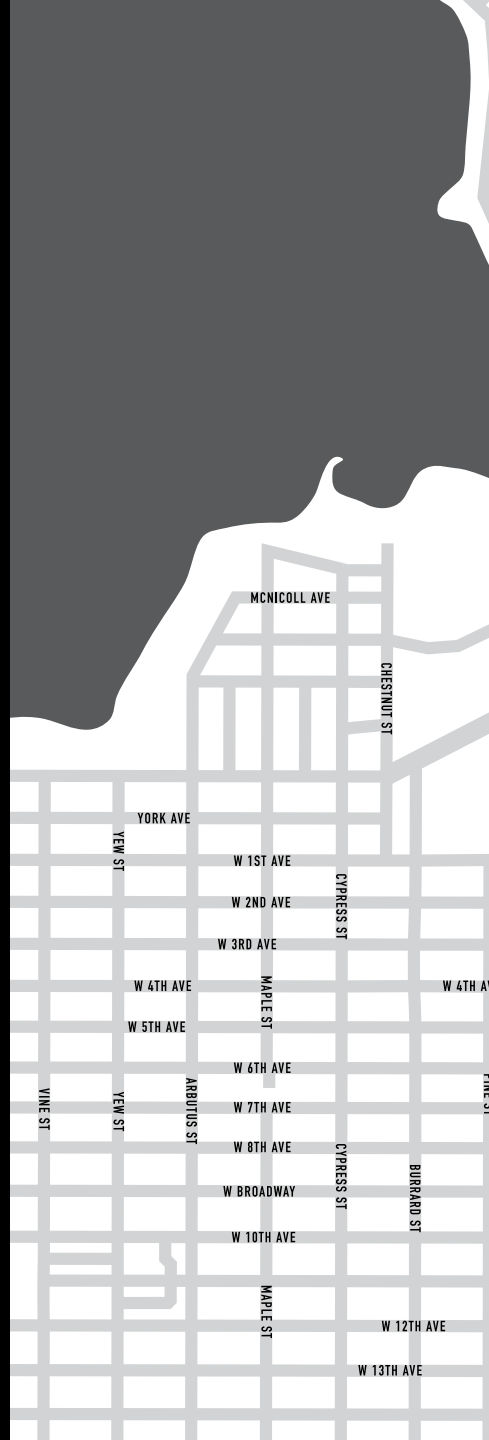 MCNICOLL AVE
CHESTNUT ST
YORK AVE
YEW ST
W 1ST AVE
CYPRESS ST
W 2ND AVE
W 3RD AVE
MAPLE ST
W 4TH AVE
W 4TH AV
W 5TH AVE
W 6TH AVE
VINE ST
YEW ST
ARBUTUS ST
W 7TH AVE
W 8TH AVE
CYPRESS ST
BURRARD ST
W BROADWAY
W 10TH AVE
MAPLE ST
W 12TH AVE
W 13TH AVE